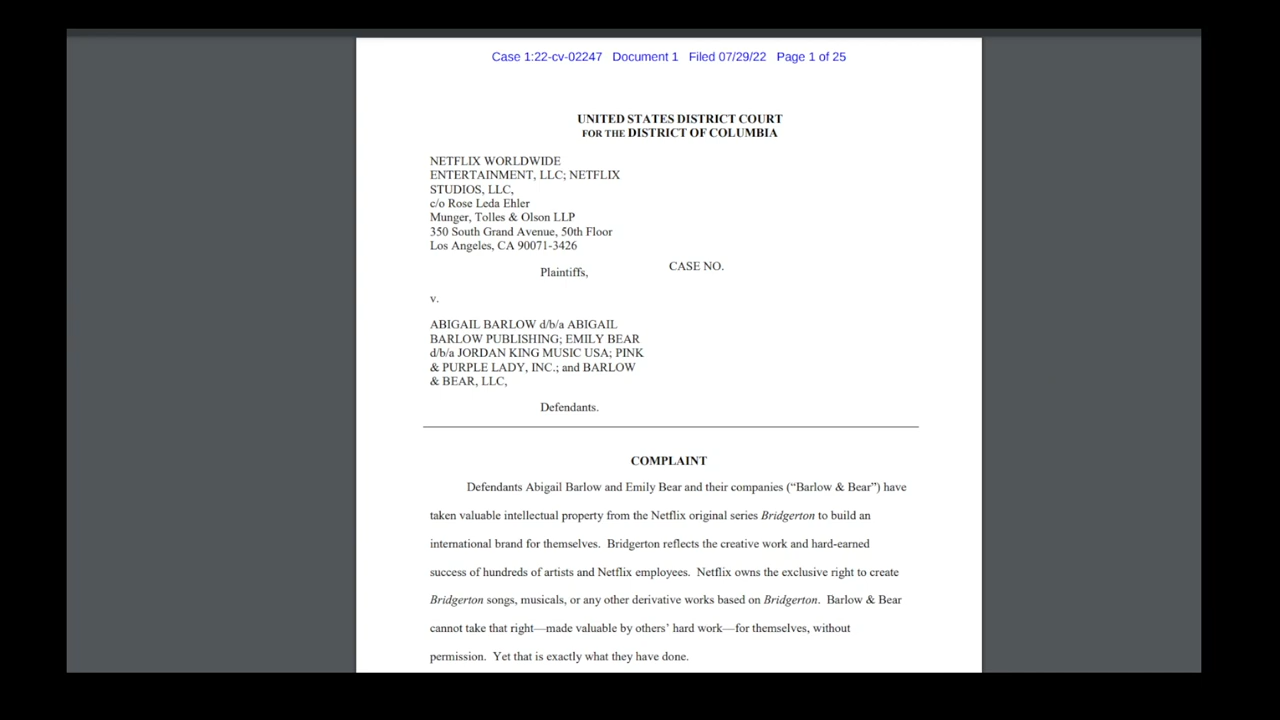 Case 1:22-cv-02247 Document 1 Filed 07/29/22 Page 1 of 25
UNITED STATES DISTRICT COURT
FOR THE DISTRICT OF COLUMBIA
NETFLIX WORLDWIDE
ENTERTAINMENT, LLC; NETFLIX
STUDIOS, LLC,
c/o Rose Leda Ehler
Munger, Tolles & Olson LLP
350 South Grand Avenue, 50th Floor
Los Angeles, CA 90071-3426
Plaintiffs,
CASE NO.
v.
ABIGAIL BARLOW d/b/a ABIGAIL
BARLOW PUBLISHING; EMILY BEAR
d/b/a JORDAN KING MUSIC USA; PINK
& PURPLE LADY, INC.; and BARLOW
& BEAR, LLC,
Defendants.
COMPLAINT
Defendants Abigail Barlow and Emily Bear and their companies (“Barlow & Bear”) have
taken valuable intellectual property from the Netflix original series Bridgerton to build an
international brand for themselves. Bridgerton reflects the creative work and hard-earned
success of hundreds of artists and Netflix employees. Netflix owns the exclusive right to create
Bridgerton songs, musicals, or any other derivative works based on Bridgerton. Barlow & Bear
cannot take that right—made valuable by others’ hard work—for themselves, without
permission. Yet that is exactly what they have done.